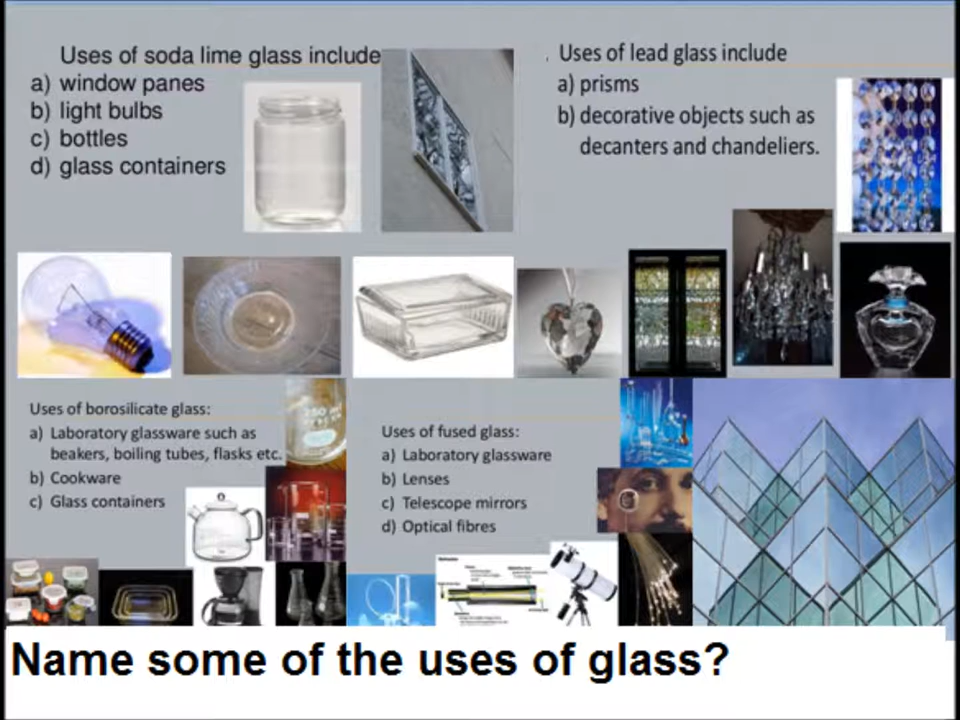 Uses of soda lime glass include
a) window panes
b) light bulbs
c) bottles
d) glass containers
. Uses of lead glass include
a) prisms
b) decorative objects such as
decanters and chandeliers.
Uses of borosilicate glass:
a) Laboratory glassware such as
beakers, boiling tubes, flasks etc.
b) Cookware
c) Glass containers
250 ml
Uses of fused glass:
a) Laboratory glassware
b) Lenses
c) Telescope mirrors
d) Optical fibres
Name some of the uses of glass?